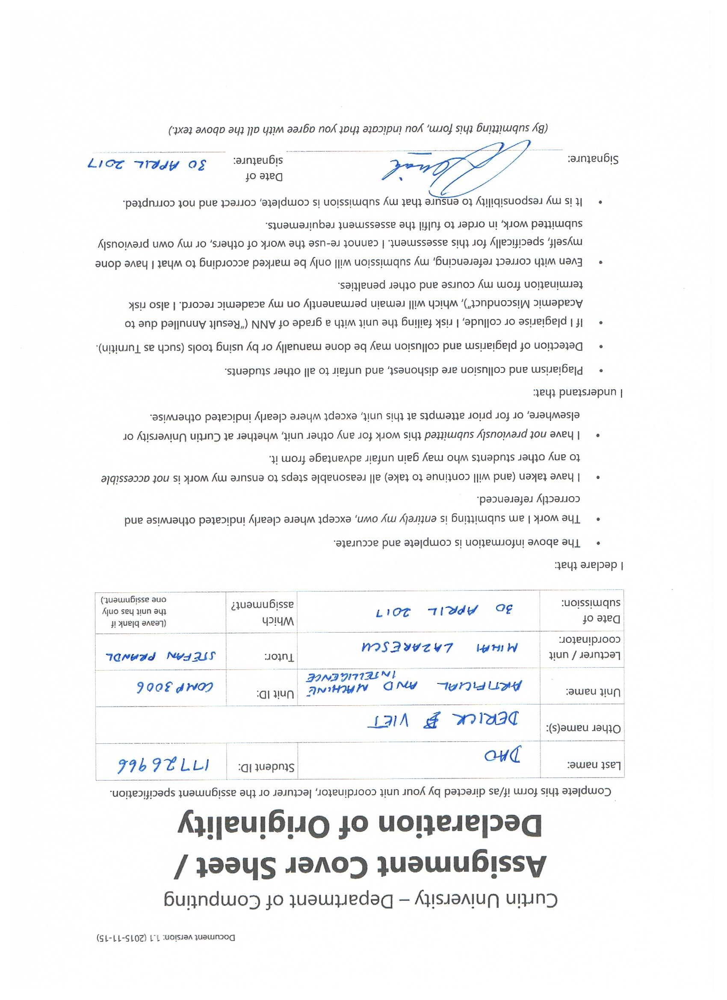 Document version: 1.1 (2015-11-15)
Curtin University – Department of Computing
Assignment Cover Sheet /
Declaration of Originality
Complete this form if/as directed by your unit coordinator, lecturer or the assignment specification.
Last name: DAO Student ID: 17726966
Other name(s): DERICK VIET
Unit name: ARTIFICIAL AND MACHINE INTELLIGENCE Unit ID: COMP3006
Lecturer / unit coordinator: MIHAI LAZARESCU Tutor: STEFAN PRANDL
Date of submission: 30 APRIL 2017 Which assignment? (Leave blank if the unit has only one assignment.)
I declare that:
• The above information is complete and accurate.
• The work I am submitting is entirely my own, except where clearly indicated otherwise and
correctly referenced.
• I have taken (and will continue to take) all reasonable steps to ensure my work is not accessible
to any other students who may gain unfair advantage from it.
• I have not previously submitted this work for any other unit, whether at Curtin University or
elsewhere, or for prior attempts at this unit, except where clearly indicated otherwise.
I understand that:
• Plagiarism and collusion are dishonest, and unfair to all other students.
• Detection of plagiarism and collusion may be done manually or by using tools (such as Turnitin).
• If I plagiarise or collude, I risk failing the unit with a grade of ANN (“Result Annulled due to
Academic Misconduct”), which will remain permanently on my academic record. I also risk
termination from my course and other penalties.
• Even with correct referencing, my submission will only be marked according to what I have done
myself, specifically for this assessment. I cannot re-use the work of others, or my own previously
submitted work, in order to fulfil the assessment requirements.
• It is my responsibility to ensure that my submission is complete, correct and not corrupted.
Signature: Date of signature: 30 APRIL 2017
(By submitting this form, you indicate that you agree with all the above text.)